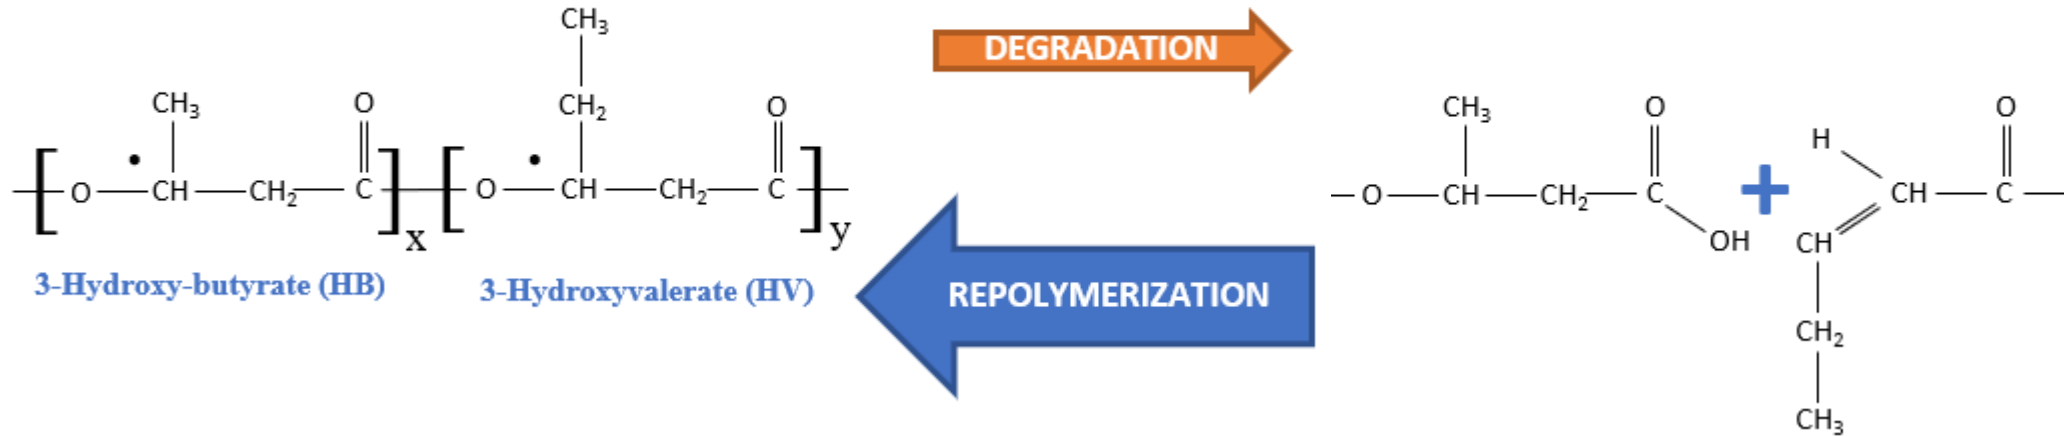 CH₃
CH₃ O CH₂ O
[ O • CH CH₂ C ]x [ O • CH CH₂ C ]y
3-Hydroxy-butyrate (HB) 3-Hydroxyvalerate (HV)
DEGRADATION
REPOLYMERIZATION
CH₃ O O
H
O CH CH₂ C + CH C
OH CH
CH₂
CH₃